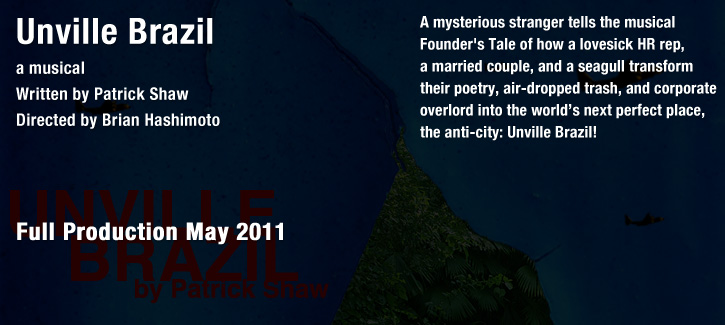 Unville Brazil
a musical
Written by Patrick Shaw
Directed by Brian Hashimoto
A mysterious stranger tells the musical
Founder's Tale of how a lovesick HR rep,
a married couple, and a seagull transform
their poetry, air-dropped trash, and corporate
overlord into the world’s next perfect place,
the anti-city: Unville Brazil!
UNVILLE
Full Production May 2011
BRAZIL
by Patrick Shaw